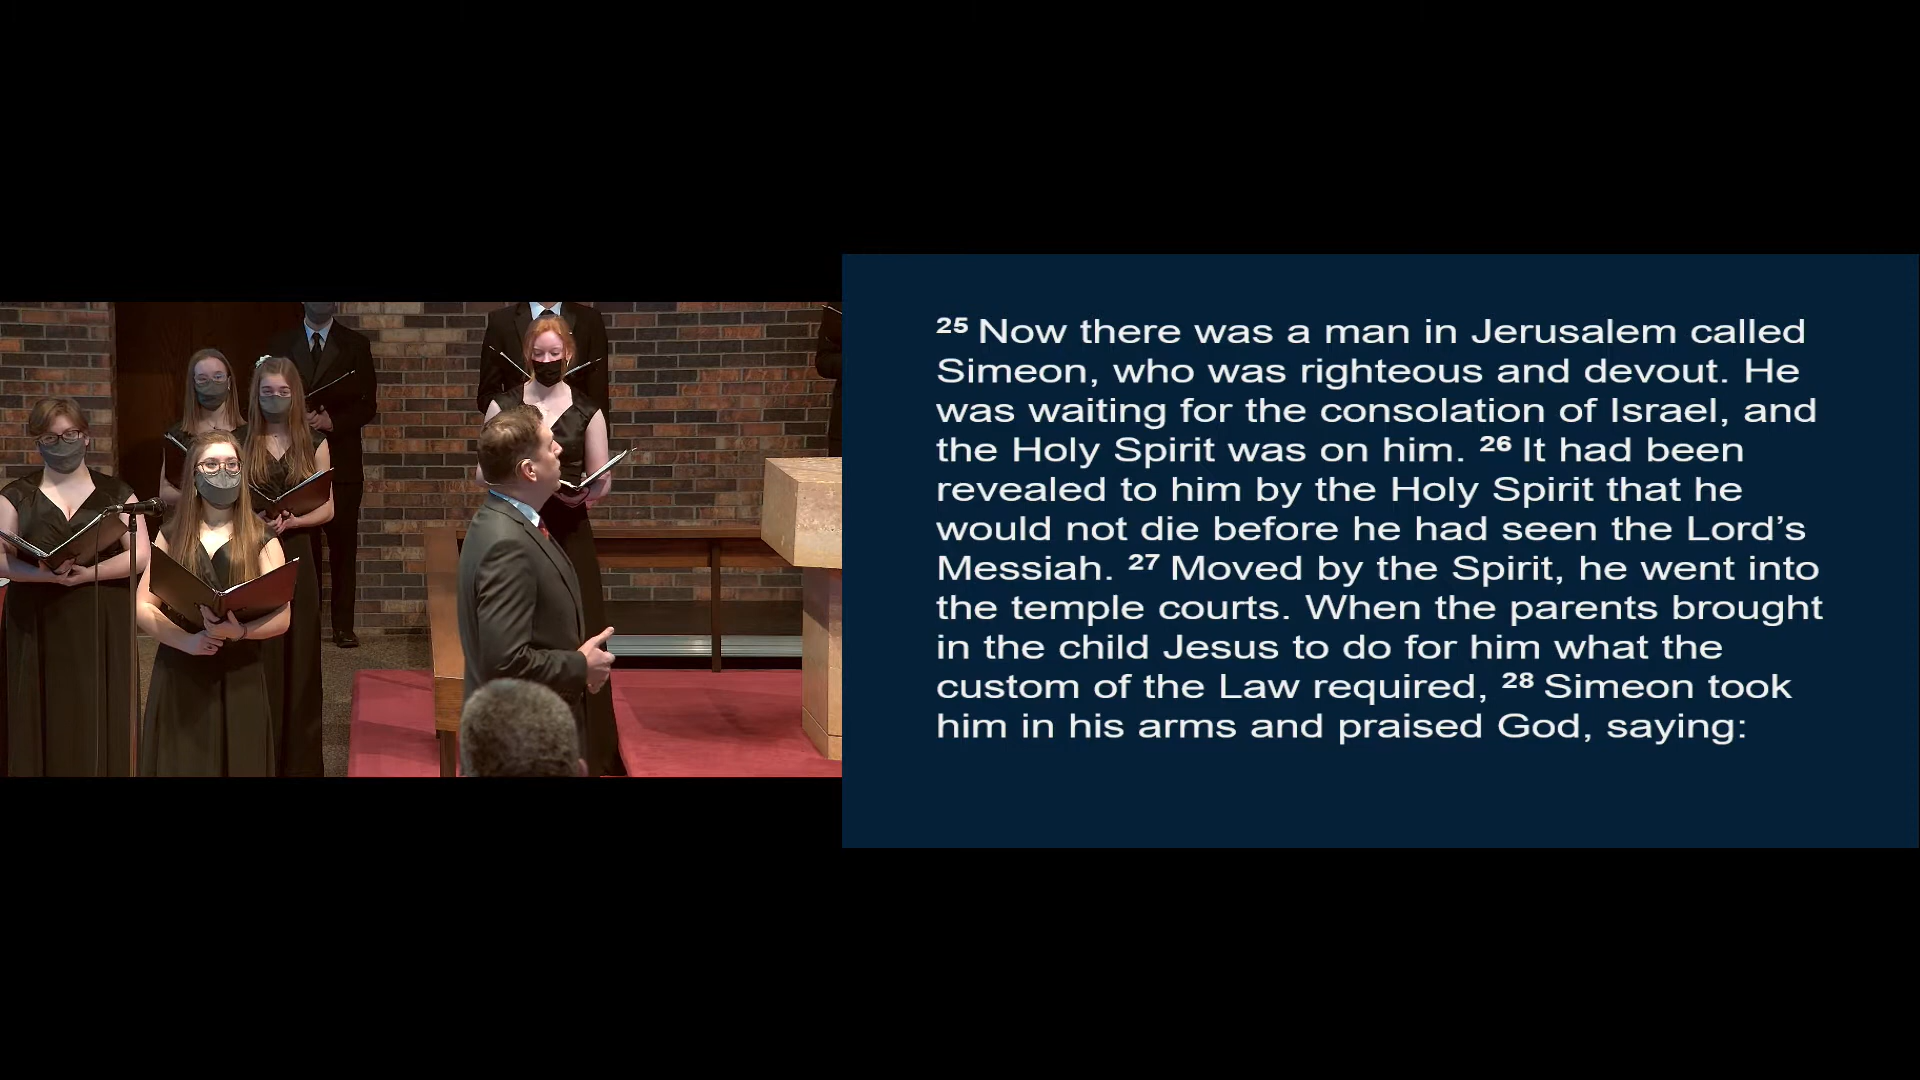 25 Now there was a man in Jerusalem called
Simeon, who was righteous and devout. He
was waiting for the consolation of Israel, and
the Holy Spirit was on him. 26 It had been
revealed to him by the Holy Spirit that he
would not die before he had seen the Lord’s
Messiah. 27 Moved by the Spirit, he went into
the temple courts. When the parents brought
in the child Jesus to do for him what the
custom of the Law required, 28 Simeon took
him in his arms and praised God, saying: